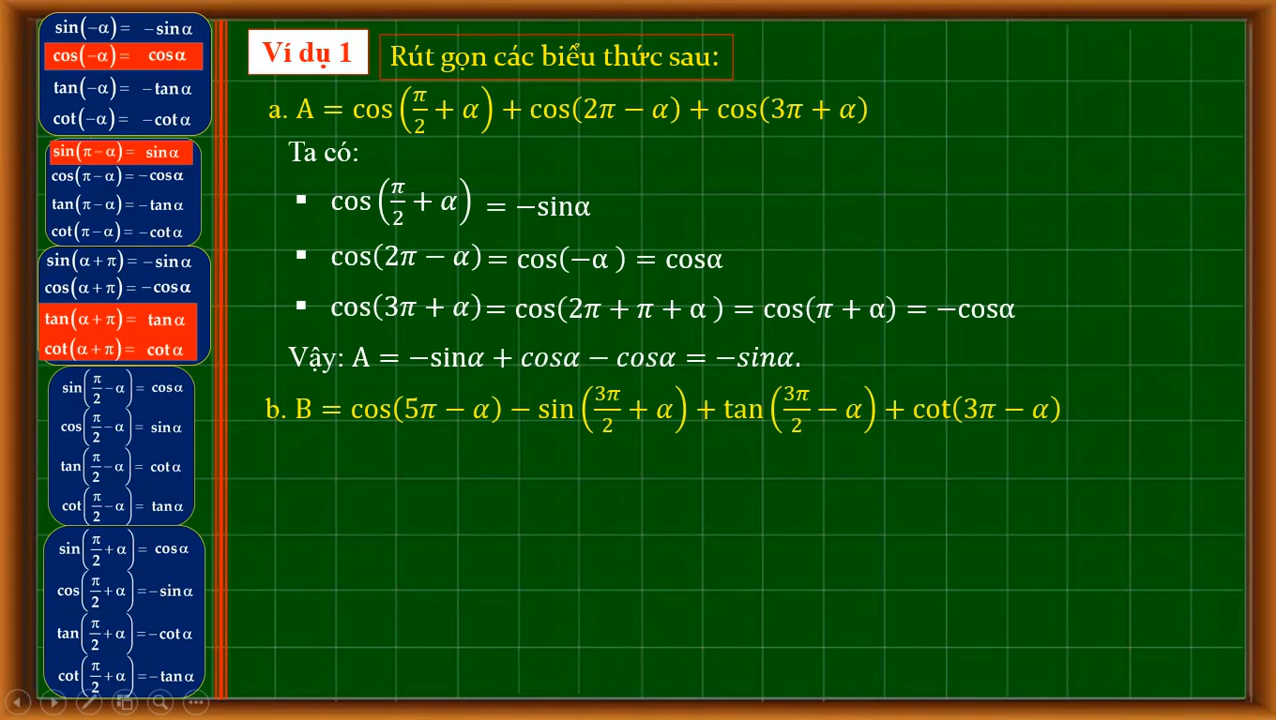 sin(−α) = −sinα
cos(−α) = cosα
tan(−α) = −tanα
cot(−α) = −cotα
sin(π−α) = sinα
cos(π−α) = −cosα
tan(π−α) = −tanα
cot(π−α) = −cotα
sin(α+π) = −sinα
cos(α+π) = −cosα
tan(α+π) = tanα
cot(α+π) = cotα
sin(π/2−α) = cosα
cos(π/2−α) = sinα
tan(π/2−α) = cotα
cot(π/2−α) = tanα
sin(π/2+α) = cosα
cos(π/2+α) = −sinα
tan(π/2+α) = −cotα
cot(π/2+α) = −tanα
Ví dụ 1 Rút gọn các biểu thức sau:
a. A = cos(π/2 + α) + cos(2π − α) + cos(3π + α)
Ta có:
▪ cos(π/2 + α) = −sinα
▪ cos(2π − α) = cos(−α ) = cosα
▪ cos(3π + α) = cos(2π + π + α ) = cos(π + α) = −cosα
Vậy: A = −sinα + cosα − cosα = −sinα.
b. B = cos(5π − α) − sin(3π/2 + α) + tan(3π/2 − α) + cot(3π − α)